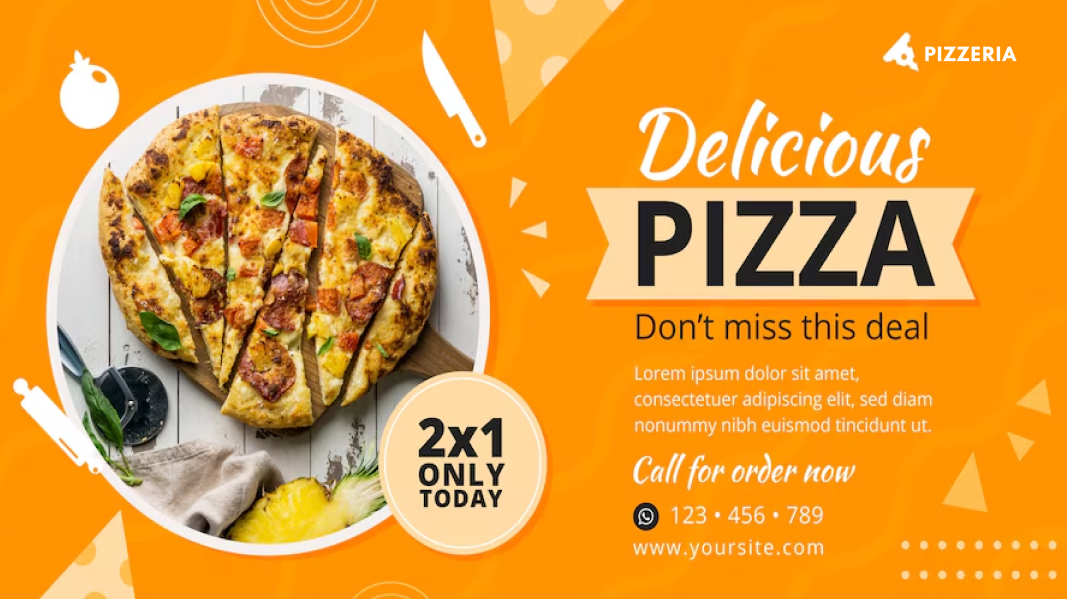 PIZZERIA
Delicious
PIZZA
Don't miss this deal
Lorem ipsum dolor sit amet,
consectetuer adipiscing elit, sed diam
nonummy nibh euismod tincidunt ut.
Call for order now
123 • 456 • 789
www.yoursite.com
2x1
ONLY
TODAY